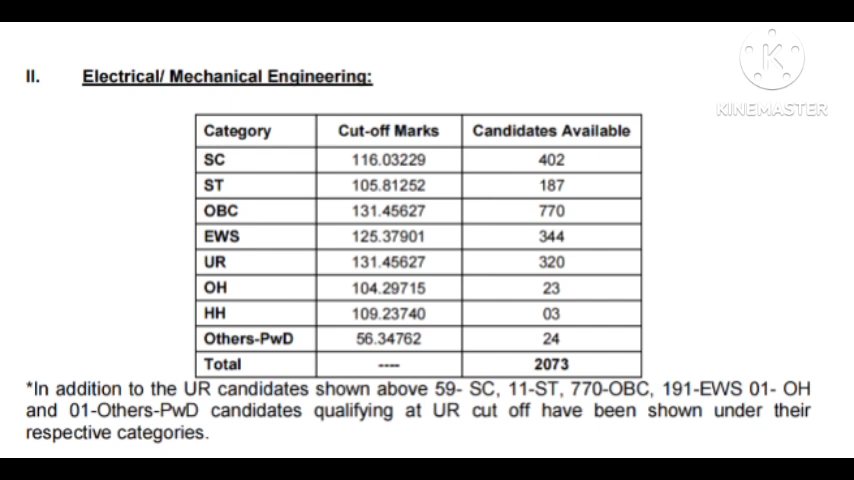 KINEMASTER
II. Electrical/ Mechanical Engineering:
Category Cut-off Marks Candidates Available
SC 116.03229 402
ST 105.81252 187
OBC 131.45627 770
EWS 125.37901 344
UR 131.45627 320
OH 104.29715 23
HH 109.23740 03
Others-PwD 56.34762 24
Total ---- 2073
*In addition to the UR candidates shown above 59- SC, 11-ST, 770-OBC, 191-EWS 01- OH
and 01-Others-PwD candidates qualifying at UR cut off have been shown under their
respective categories.